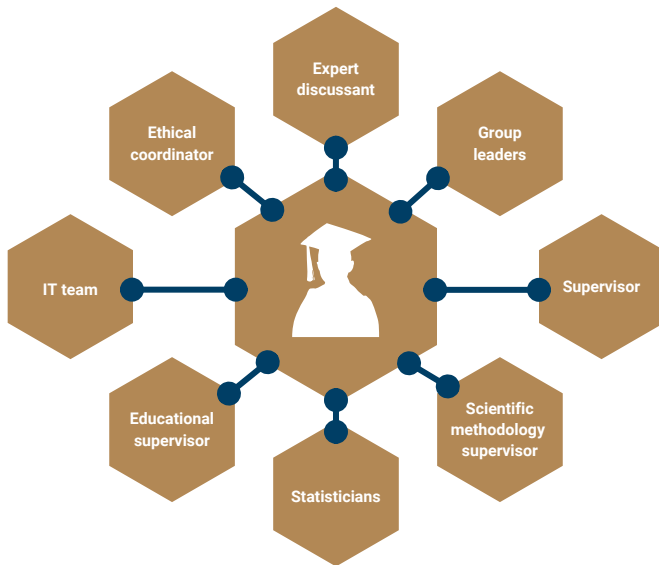 Expert
discussant
Ethical
coordinator
Group
leaders
IT team
Supervisor
Educational
supervisor
Scientific
methodology
supervisor
Statisticians